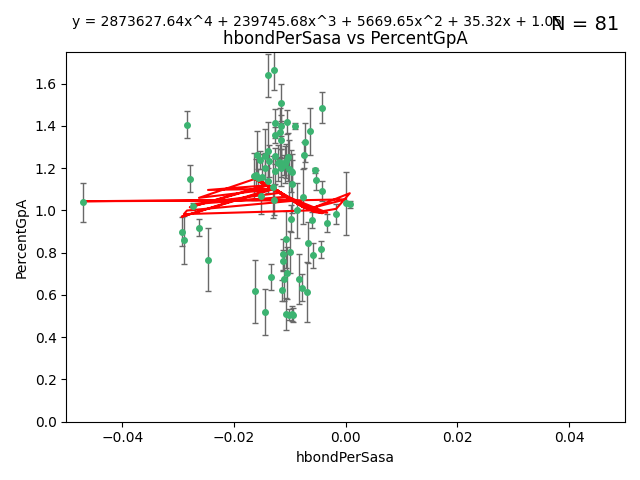 y = 2873627.64x^4 + 239745.68x^3 + 5669.65x^2 + 35.32x + 1.05
N = 81
hbondPerSasa vs PercentGpA
1.6
1.4
1.2
1.0
0.8
0.6
0.4
0.2
0.0
PercentGpA
−0.04
−0.02
0.00
0.02
0.04
hbondPerSasa